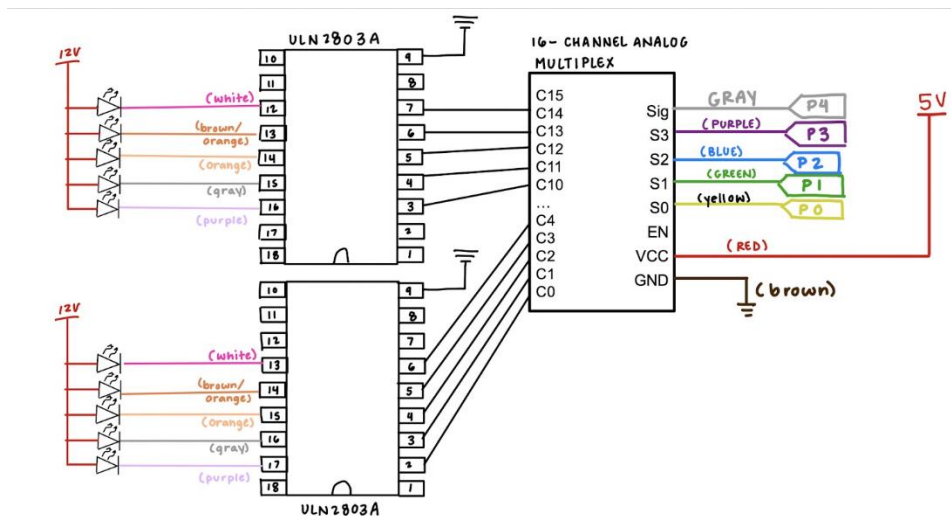 ULN2803A
12V
10
11
12
13
14
15
16
17
18
9
8
7
6
5
4
3
2
1
(white)
(brown/
orange)
(orange)
(gray)
(purple)
16- CHANNEL ANALOG
MULTIPLEX
C15
C14
C13
C12
C11
C10
...
C4
C3
C2
C1
C0
Sig
S3
S2
S1
S0
EN
VCC
GND
GRAY
(PURPLE)
(BLUE)
(GREEN)
(yellow)
(RED)
(brown)
P4
P3
P2
P1
P0
5V
12V
10
11
12
13
14
15
16
17
18
9
8
7
6
5
4
3
2
1
(white)
(brown/
orange)
(orange)
(gray)
(purple)
ULN2803A